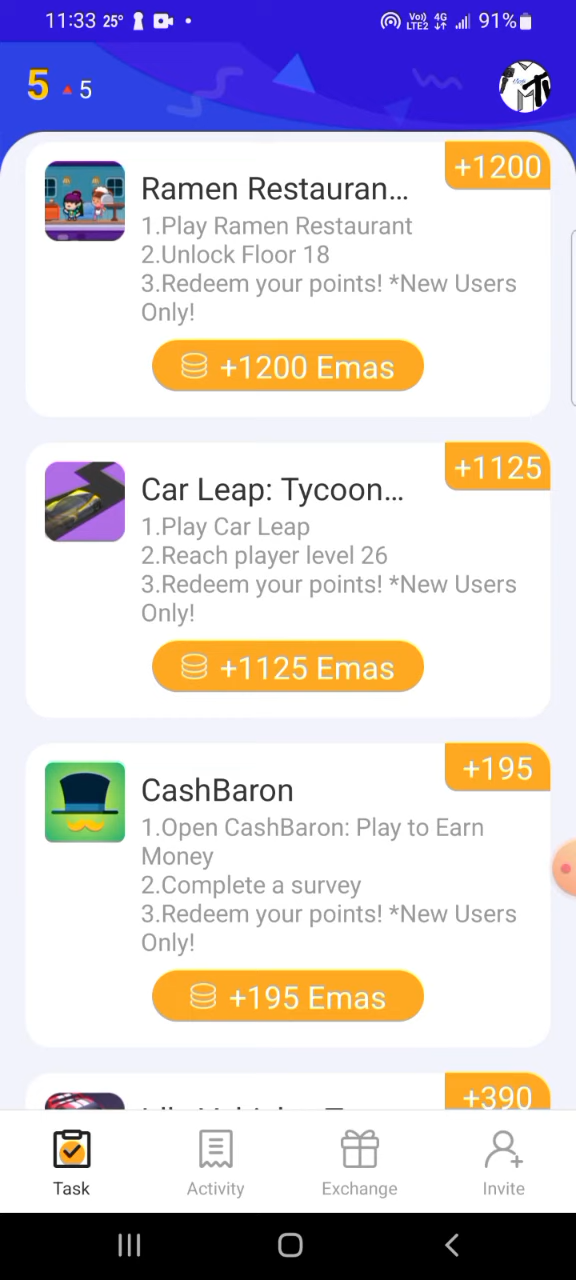 11:33 25° Vo)) LTE2 4G 91%
5 ▲ 5
+1200
Ramen Restauran...
1.Play Ramen Restaurant
2.Unlock Floor 18
3.Redeem your points! *New Users
Only!
+1200 Emas
+1125
Car Leap: Tycoon...
1.Play Car Leap
2.Reach player level 26
3.Redeem your points! *New Users
Only!
+1125 Emas
+195
CashBaron
1.Open CashBaron: Play to Earn
Money
2.Complete a survey
3.Redeem your points! *New Users
Only!
+195 Emas
+390
Task Activity Exchange Invite